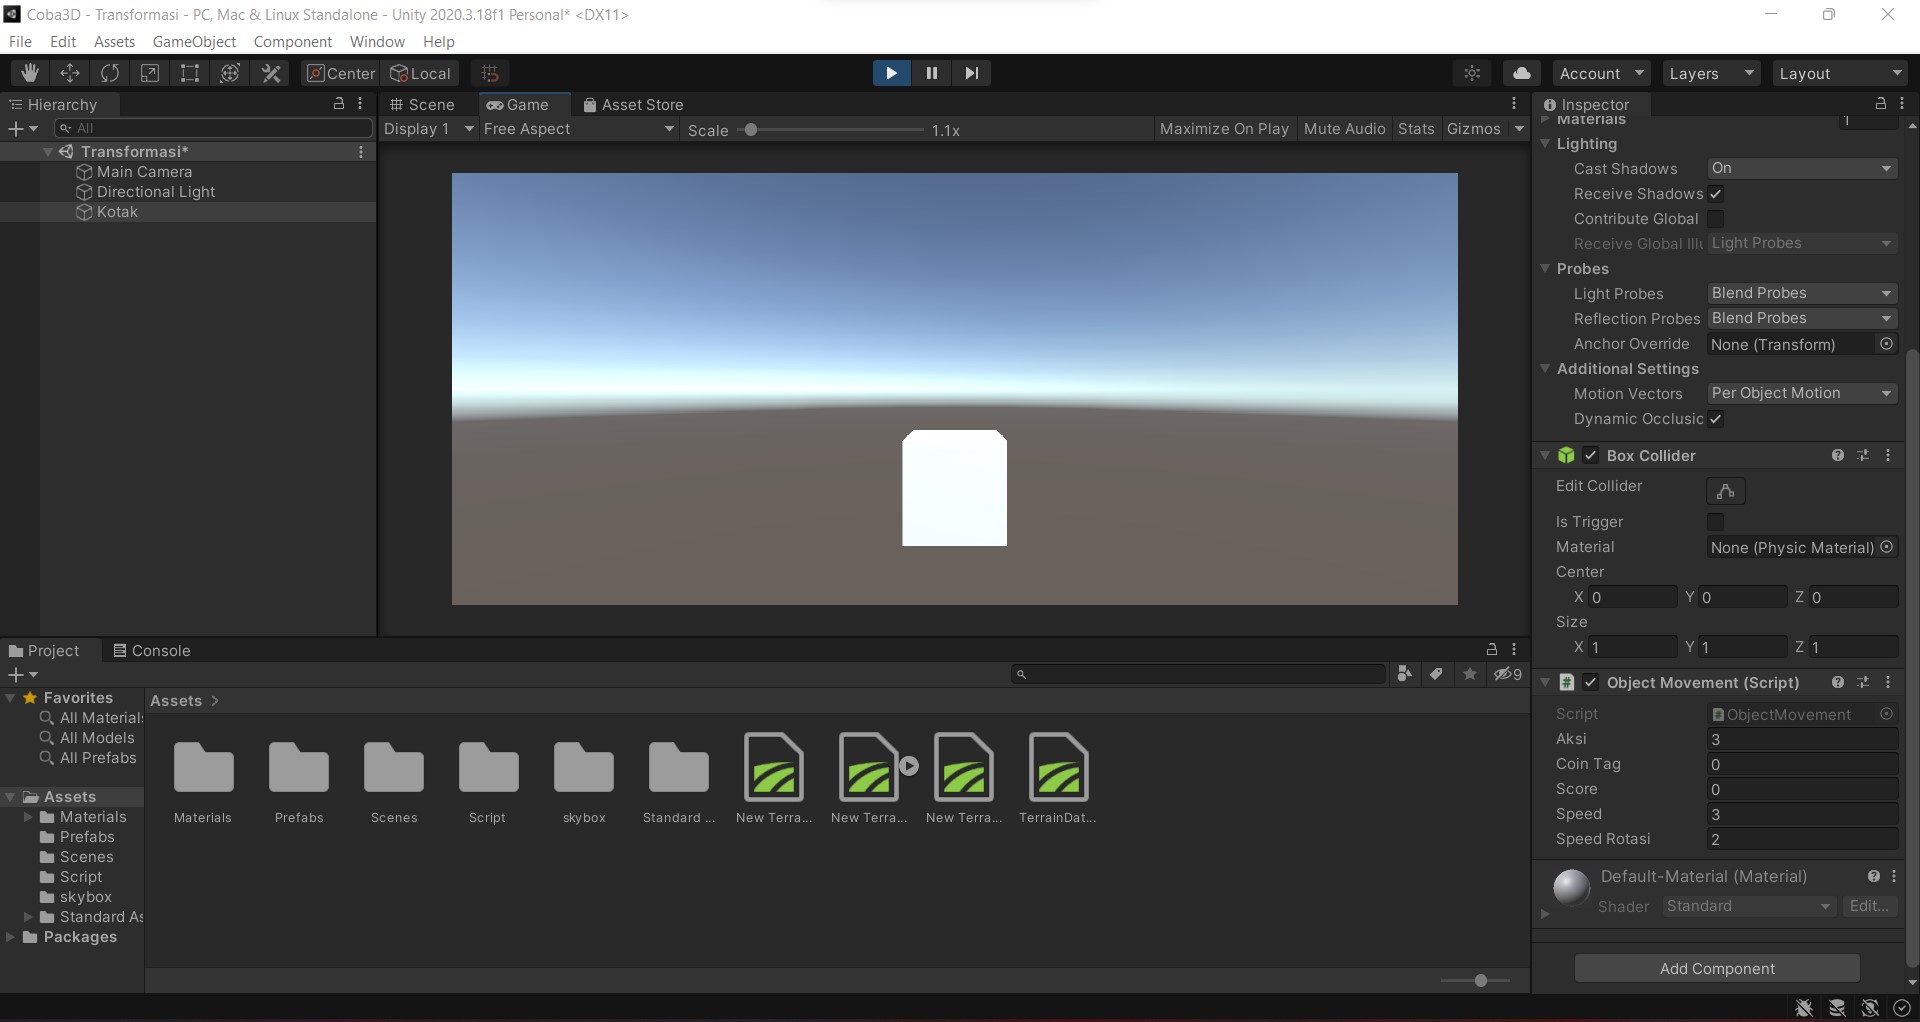 Coba3D - Transformasi - PC, Mac & Linux Standalone - Unity 2020.3.18f1 Personal* <DX11>
File Edit Assets GameObject Component Window Help
Center Local Account Layers Layout
Hierarchy
All
Transformasi*
Main Camera
Directional Light
Kotak
Scene Game Asset Store
Display 1 Free Aspect Scale 1.1x Maximize On Play Mute Audio Stats Gizmos
Inspector
Materials 1
Lighting
Cast Shadows On
Receive Shadows
Contribute Global
Receive Global Illu Light Probes
Probes
Light Probes Blend Probes
Reflection Probes Blend Probes
Anchor Override None (Transform)
Additional Settings
Motion Vectors Per Object Motion
Dynamic Occlusic
Box Collider
Edit Collider
Is Trigger
Material None (Physic Material)
Center
X 0 Y 0 Z 0
Size
X 1 Y 1 Z 1
# Object Movement (Script)
Script # ObjectMovement
Aksi 3
Coin Tag 0
Score 0
Speed 3
Speed Rotasi 2
Default-Material (Material)
Shader Standard Edit...
Add Component
Project Console
9
Favorites
All Materials
All Models
All Prefabs
Assets
Materials
Prefabs
Scenes
Script
skybox
Standard As
Packages
Assets >
Materials Prefabs Scenes Script skybox Standard ... New Terra... New Terra... New Terra... TerrainDat...